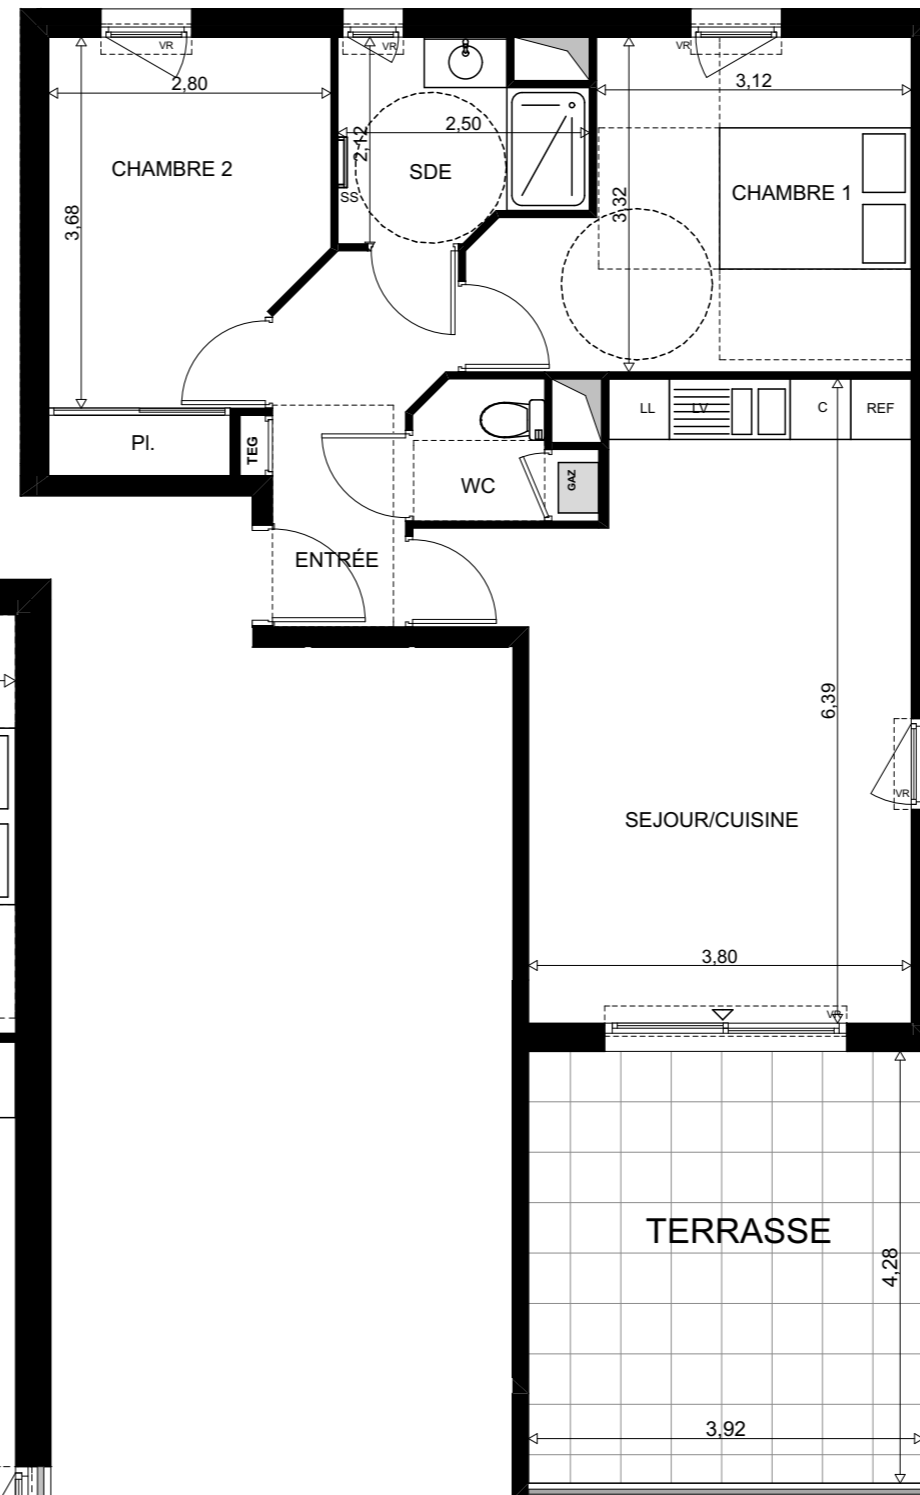 VR
VR
VR
2,80
3,12
2,50
2,12
CHAMBRE 2
SDE
CHAMBRE 1
SS
3,68
3,32
LL
LV
C
REF
Pl.
TEG
WC
GAZ
ENTRÉE
6,39
VR
SEJOUR/CUISINE
3,80
VR
TERRASSE
4,28
3,92